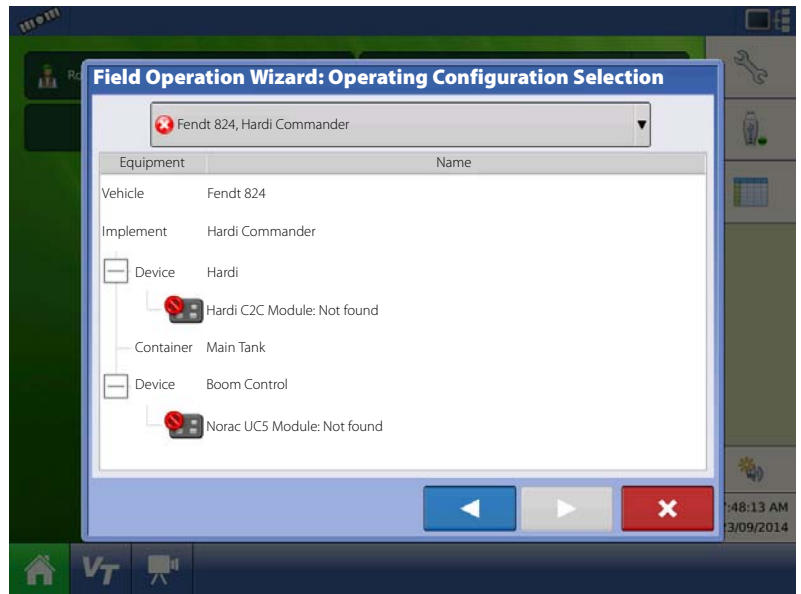 Ro
Field Operation Wizard: Operating Configuration Selection
Fendt 824, Hardi Commander
Equipment Name
Vehicle Fendt 824
Implement Hardi Commander
Device Hardi
Hardi C2C Module: Not found
Container Main Tank
Device Boom Control
Norac UC5 Module: Not found
:48:13 AM
3/09/2014
VT